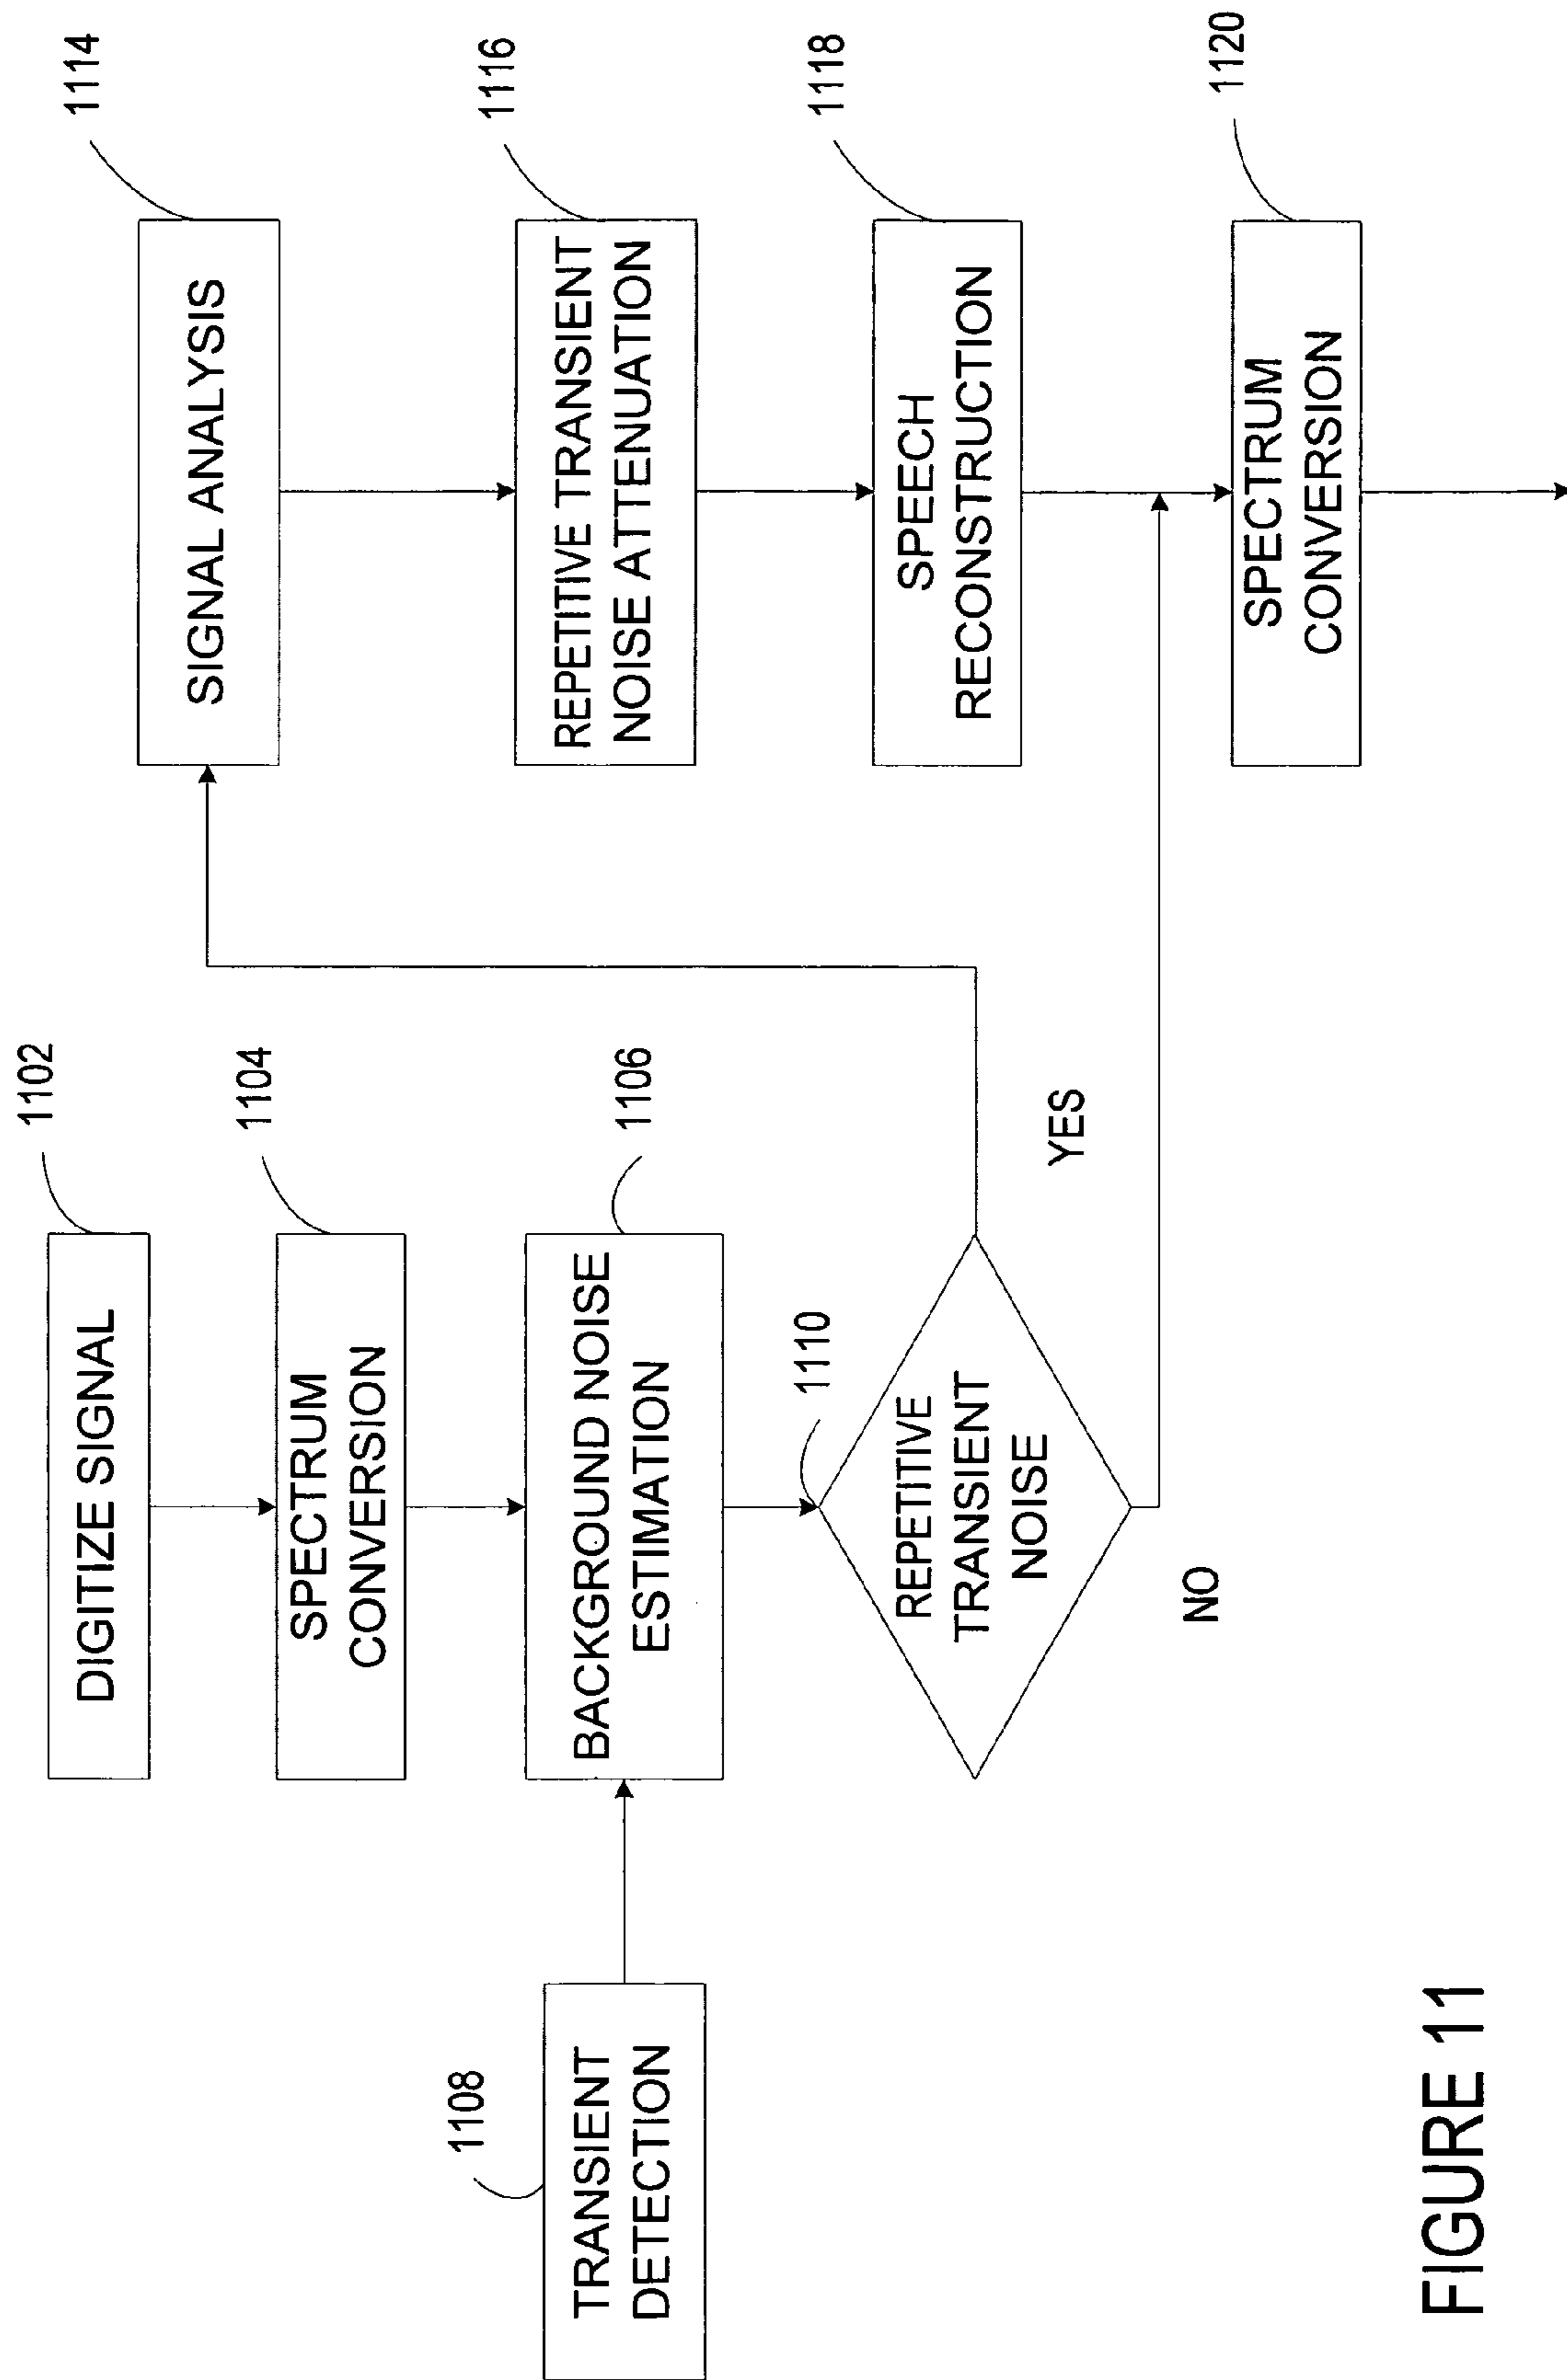 1102
DIGITIZE SIGNAL
1104
SPECTRUM
CONVERSION
1108
TRANSIENT
DETECTION
1106
BACKGROUND NOISE
ESTIMATION
1110
REPETITIVE
TRANSIENT
NOISE
YES
NO
1114
SIGNAL ANALYSIS
1116
REPETITIVE TRANSIENT
NOISE ATTENUATION
1118
SPEECH
RECONSTRUCTION
1120
SPECTRUM
CONVERSION
FIGURE 11